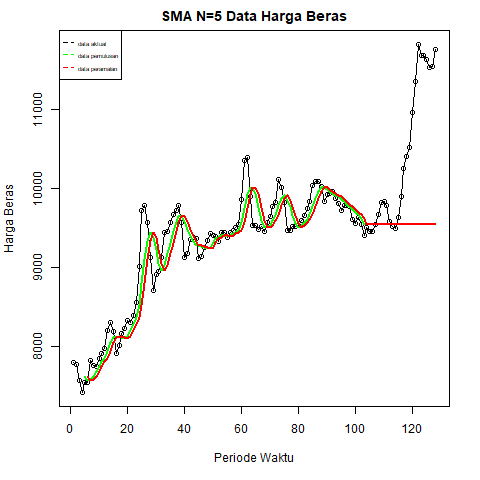 SMA N=5 Data Harga Beras
data aktual
data pemulusan
data peramalan
Harga Beras
11000
10000
9000
8000
0 20 40 60 80 100 120
Periode Waktu